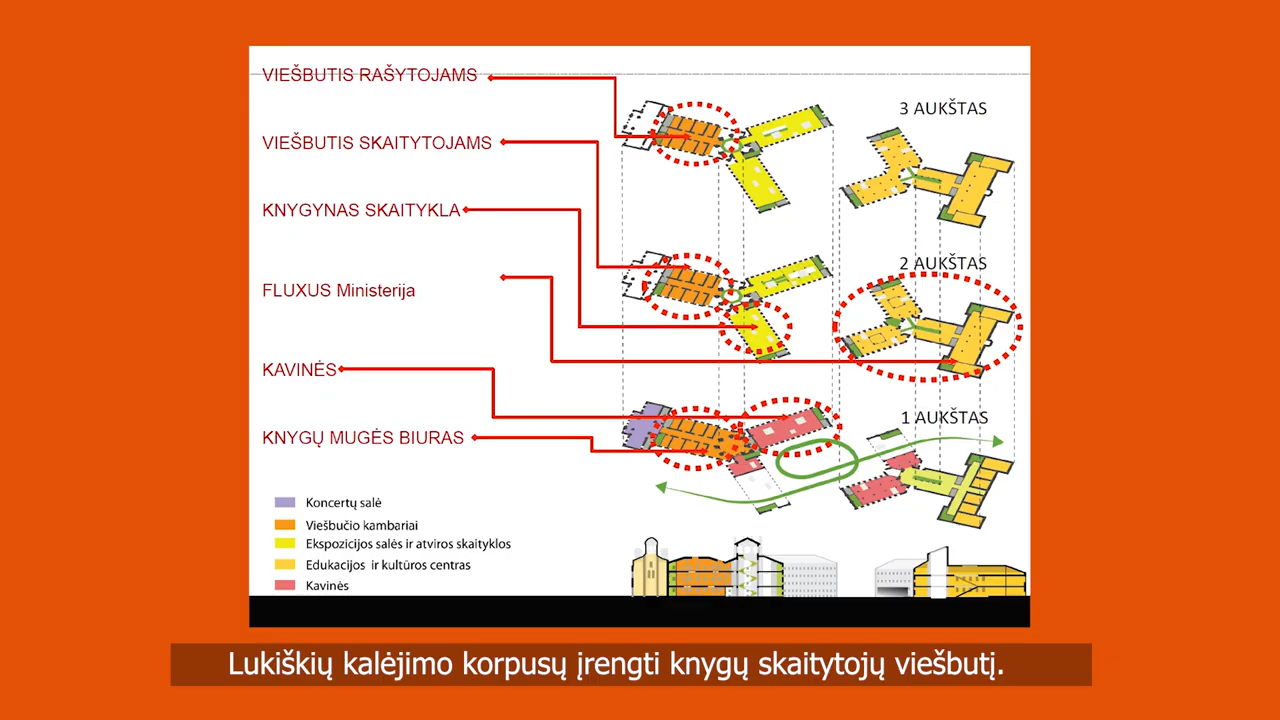 VIEŠBUTIS RAŠYTOJAMS
3 AUKŠTAS
VIEŠBUTIS SKAITYTOJAMS
KNYGYNAS SKAITYKLA
2 AUKŠTAS
FLUXUS Ministerija
KAVINĖS
1 AUKŠTAS
KNYGŲ MUGĖS BIURAS
Koncertų salė
Viešbučio kambariai
Ekspozicijos salės ir atviros skaityklos
Edukacijos ir kultūros centras
Kavinės
Lukiškių kalėjimo korpusų įrengti knygų skaitytojų viešbutį.